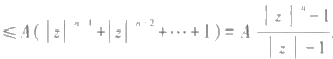 ≤ A ( |z|ⁿ⁻¹ + |z|ⁿ⁻² + ⋯ + 1 ) = A (|z|ⁿ − 1)/(|z| − 1).